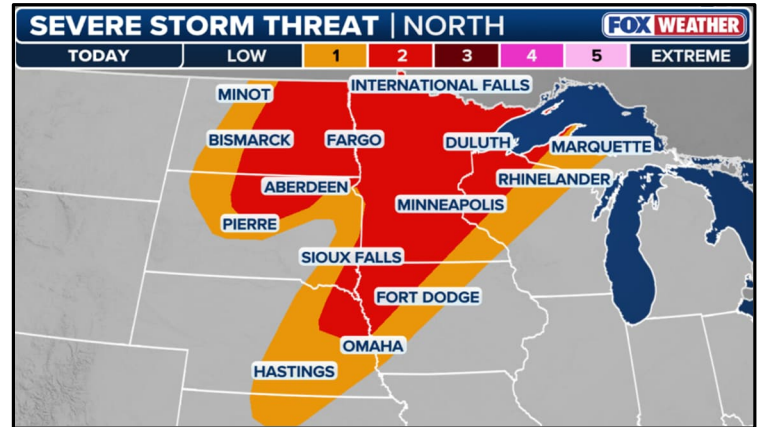 SEVERE STORM THREAT | NORTH
FOX WEATHER
TODAY LOW 1 2 3 4 5 EXTREME
INTERNATIONAL FALLS
MINOT
BISMARCK FARGO DULUTH MARQUETTE
RHINELANDER
ABERDEEN
MINNEAPOLIS
PIERRE
SIOUX FALLS
FORT DODGE
OMAHA
HASTINGS